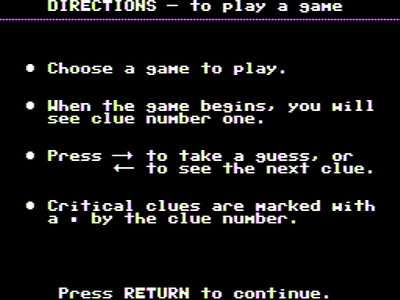 DIRECTIONS — to play a game
● Choose a game to play.
● When the game begins, you will
see clue number one.
● Press → to take a guess, or
← to see the next clue.
● Critical clues are marked with
a ▪ by the clue number.
Press RETURN to continue.